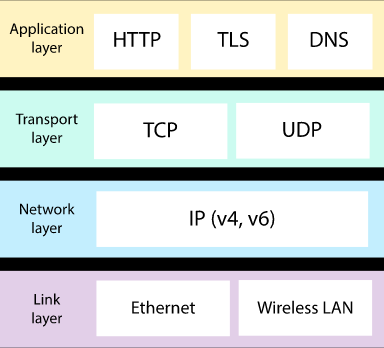 Application
layer
HTTP
TLS
DNS
Transport
layer
TCP
UDP
Network
layer
IP (v4, v6)
Link
layer
Ethernet
Wireless LAN